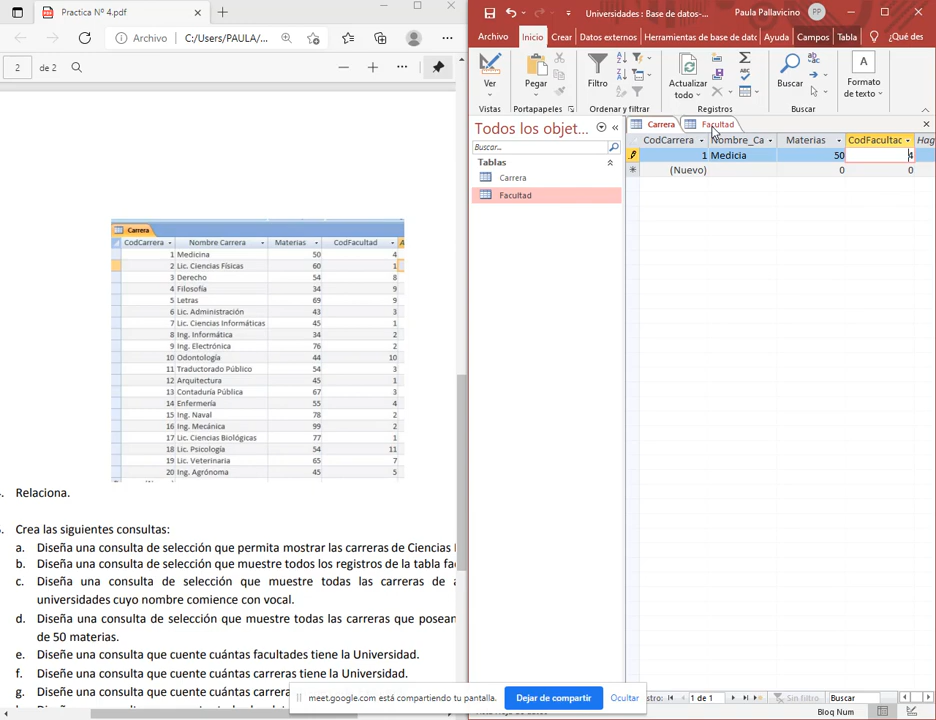 Practica Nº 4.pdf
Archivo C:/Users/PAULA/...
2 de 2
Carrera
CodCarrera Nombre Carrera Materias CodFacultad A
1 Medicina 50 4
2 Lic. Ciencias Físicas 60 1
3 Derecho 54 8
4 Filosofía 34 9
5 Letras 69 9
6 Lic. Administración 43 3
7 Lic. Ciencias Informáticas 45 1
8 Ing. Informática 34 2
9 Ing. Electrónica 76 2
10 Odontología 44 10
11 Traductorado Público 54 3
12 Arquitectura 45 1
13 Contaduría Pública 67 3
14 Enfermería 55 4
15 Ing. Naval 78 2
16 Ing. Mecánica 99 2
17 Lic. Ciencias Biológicas 77 1
18 Lic. Psicología 54 11
19 Lic. Veterinaria 65 7
20 Ing. Agrónoma 45 5
. Relaciona.
. Crea las siguientes consultas:
a. Diseña una consulta de selección que permita mostrar las carreras de Ciencias
b. Diseña una consulta de selección que muestre todos los registros de la tabla fa
c. Diseña una consulta de selección que muestre todas las carreras de a
universidades cuyo nombre comience con vocal.
d. Diseña una consulta de selección que muestre todas las carreras que posean
de 50 materias.
e. Diseña una consulta que cuente cuántas facultades tiene la Universidad.
f. Diseña una consulta que cuente cuántas carreras tiene la Universidad.
g. Diseña una consulta que cuente cuántas carrera
meet.google.com está compartiendo tu pantalla. Dejar de compartir Ocultar
Universidades : Base de datos-... Paula Pallavicino PP
Archivo Inicio Crear Datos externos Herramientas de base de datos Ayuda Campos Tabla ¿Qué des
Ver Pegar Filtro Actualizar todo Buscar Formato de texto
Vistas Portapapeles Ordenar y filtrar Registros Buscar
Todos los objet...
Buscar...
Tablas
Carrera
Facultad
Carrera Facultad
CodCarrera Nombre_Ca Materias CodFacultac Hag
1 Medicia 50 4
(Nuevo) 0 0
Registro: 1 de 1 Sin filtro Buscar
Bloq Num